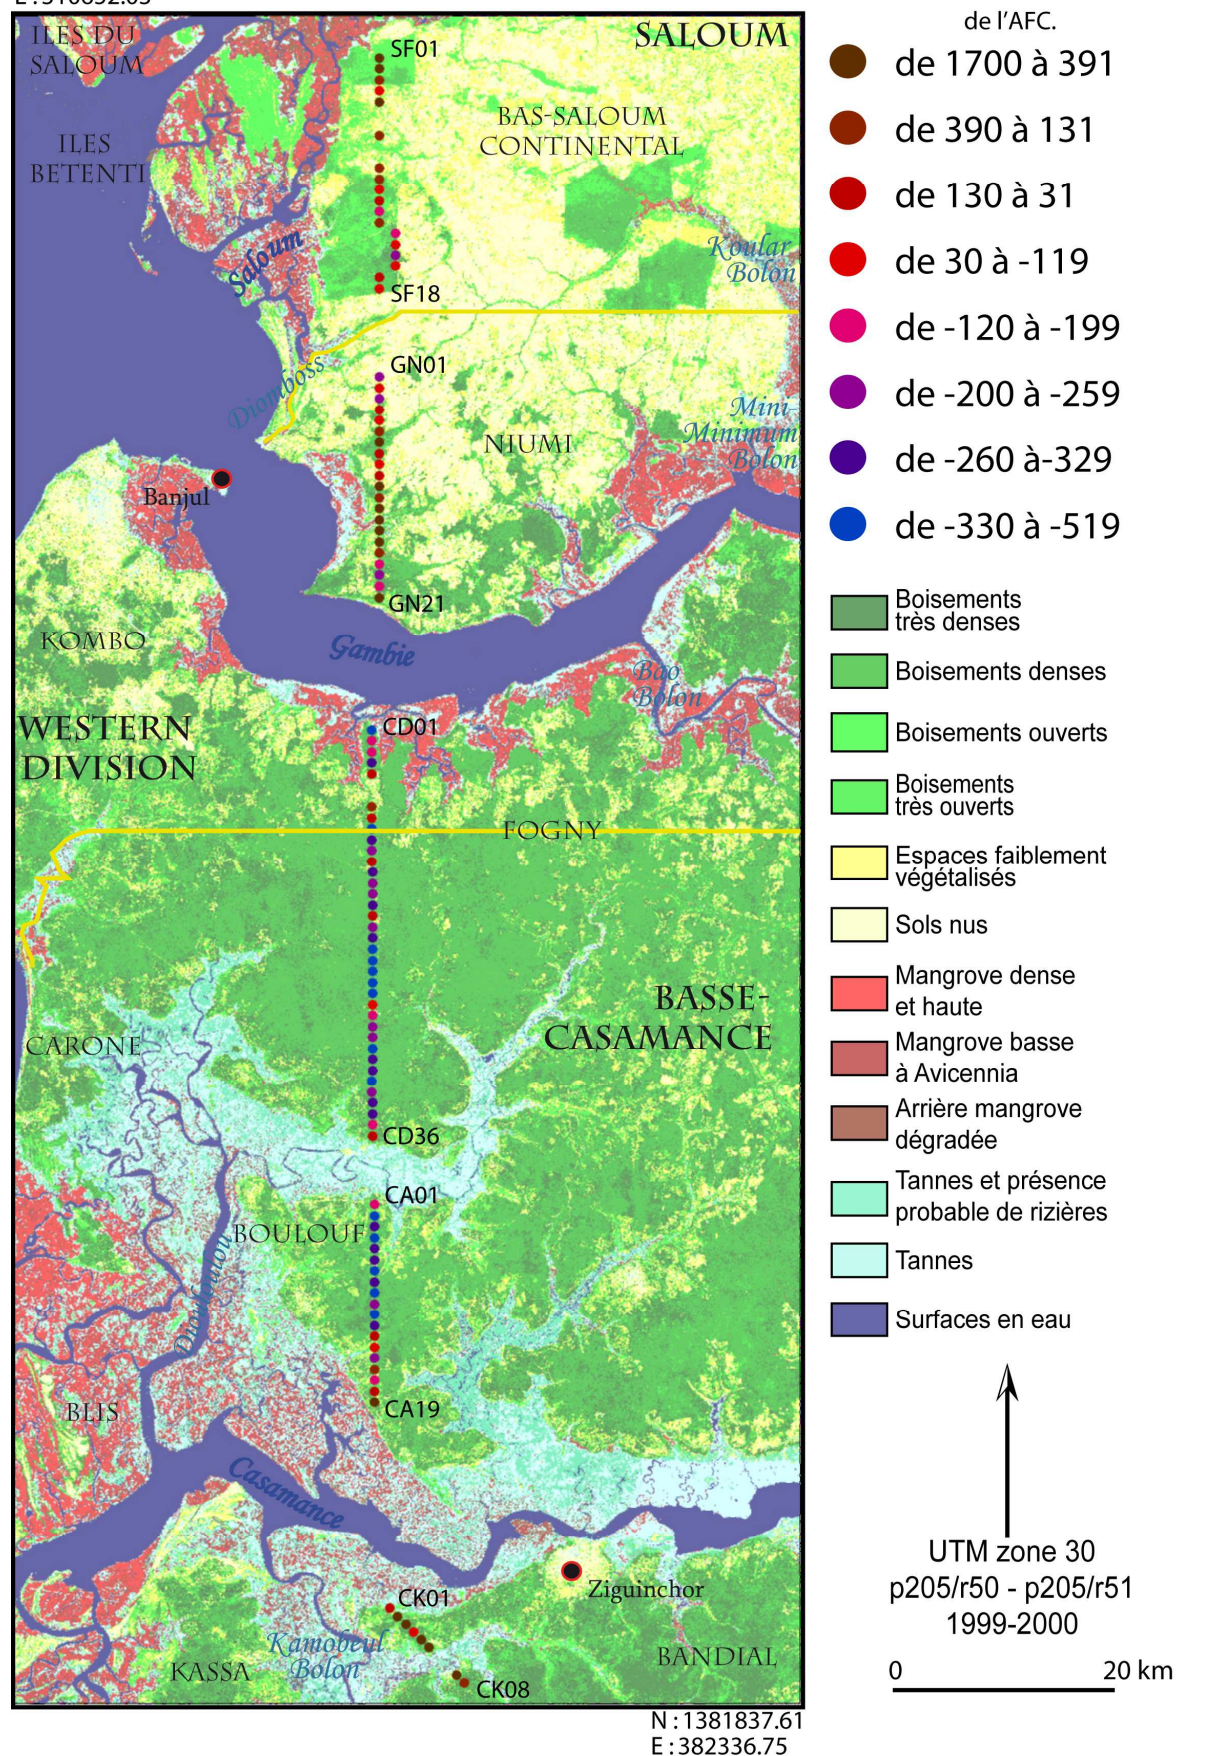 ILES DU
SALOUM
SALOUM
SF01
BAS-SALOUM
CONTINENTAL
ILES
BETENTI
Saloum
Koular
Bolon
SF18
GN01
Diomboss
Mini-
Minimum
Bolon
NIUMI
Banjul
GN21
KOMBO
Gambie
Bao
Bolon
WESTERN
DIVISION
CD01
FOGNY
BASSE-
CASAMANCE
CARONE
CD36
CA01
BOULOUF
Diouloulou
BLIS
CA19
Casamance
Ziguinchor
CK01
Kamobeul
Bolon
KASSA
BANDIAL
CK08
N : 1381837.61
E : 382336.75
de l'AFC.
de 1700 à 391
de 390 à 131
de 130 à 31
de 30 à -119
de -120 à -199
de -200 à -259
de -260 à-329
de -330 à -519
Boisements
très denses
Boisements denses
Boisements ouverts
Boisements
très ouverts
Espaces faiblement
végétalisés
Sols nus
Mangrove dense
et haute
Mangrove basse
à Avicennia
Arrière mangrove
dégradée
Tannes et présence
probable de rizières
Tannes
Surfaces en eau
UTM zone 30
p205/r50 - p205/r51
1999-2000
0 20 km